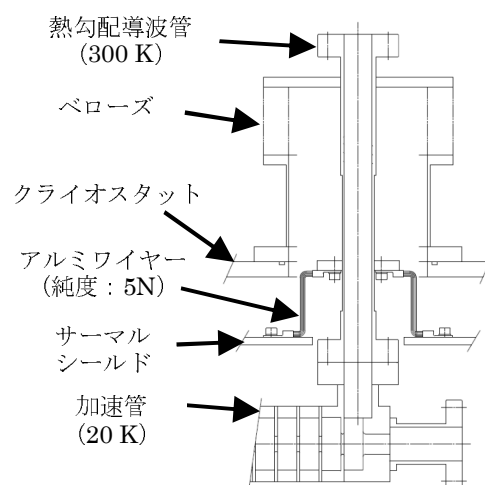 熱勾配導波管
(300 K)
ベローズ
クライオスタット
アルミワイヤー
(純度：5N)
サーマル
シールド
加速管
(20 K)